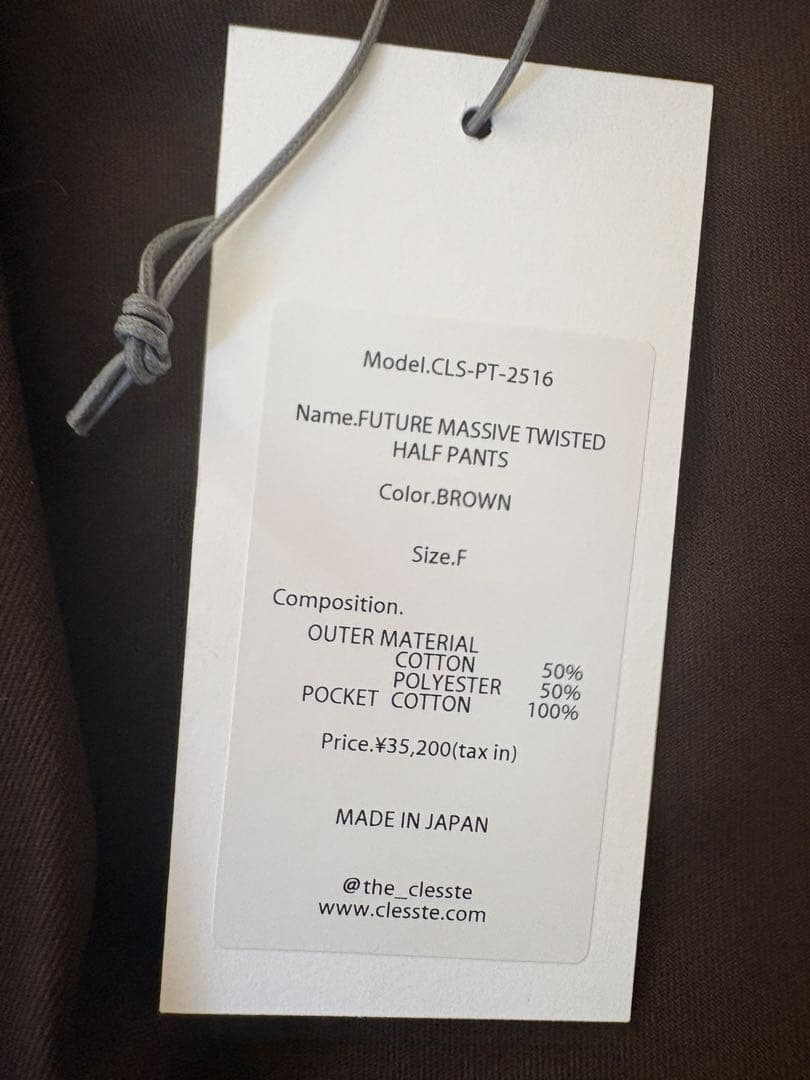 Model.CLS-PT-2516
Name.FUTURE MASSIVE TWISTED
HALF PANTS
Color.BROWN
Size.F
Composition.
OUTER MATERIAL
COTTON 50%
POLYESTER 50%
POCKET COTTON 100%
Price.¥35,200(tax in)
MADE IN JAPAN
@the_clesste
www.clesste.com